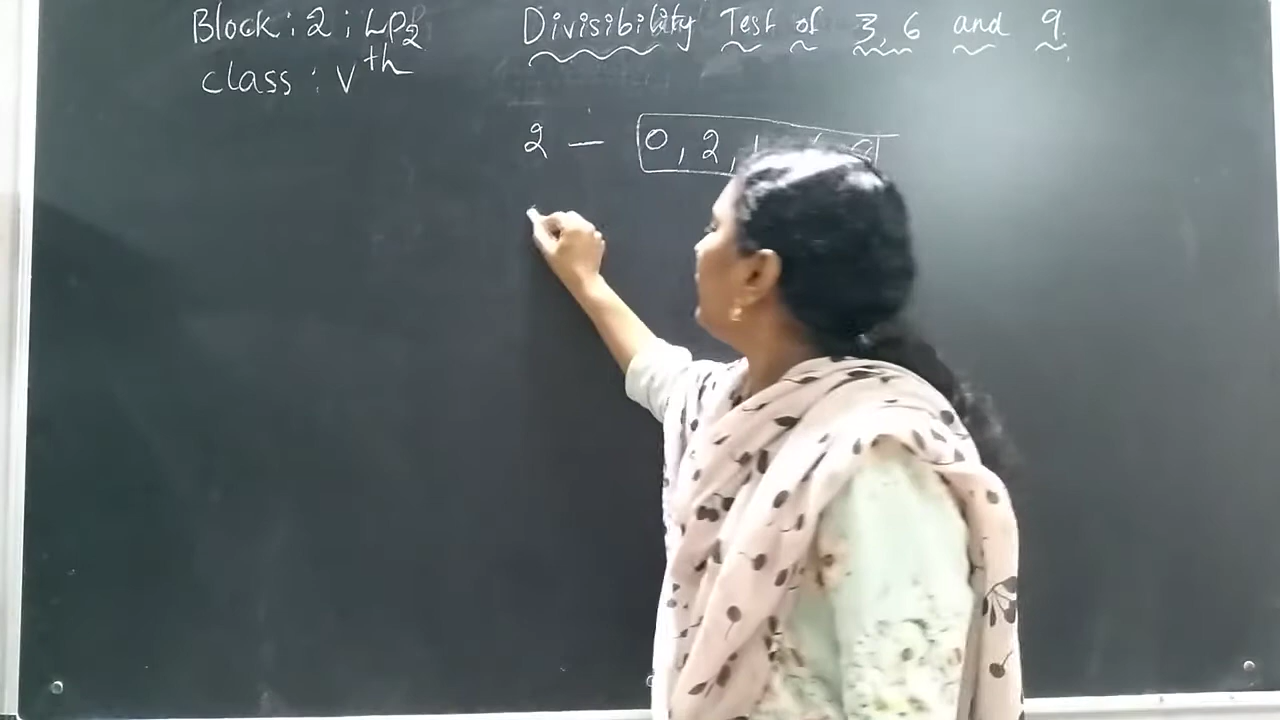 Block : 2 : LP2
Divisibility Test of 3, 6 and 9.
class : Vth
2 — 0, 2,